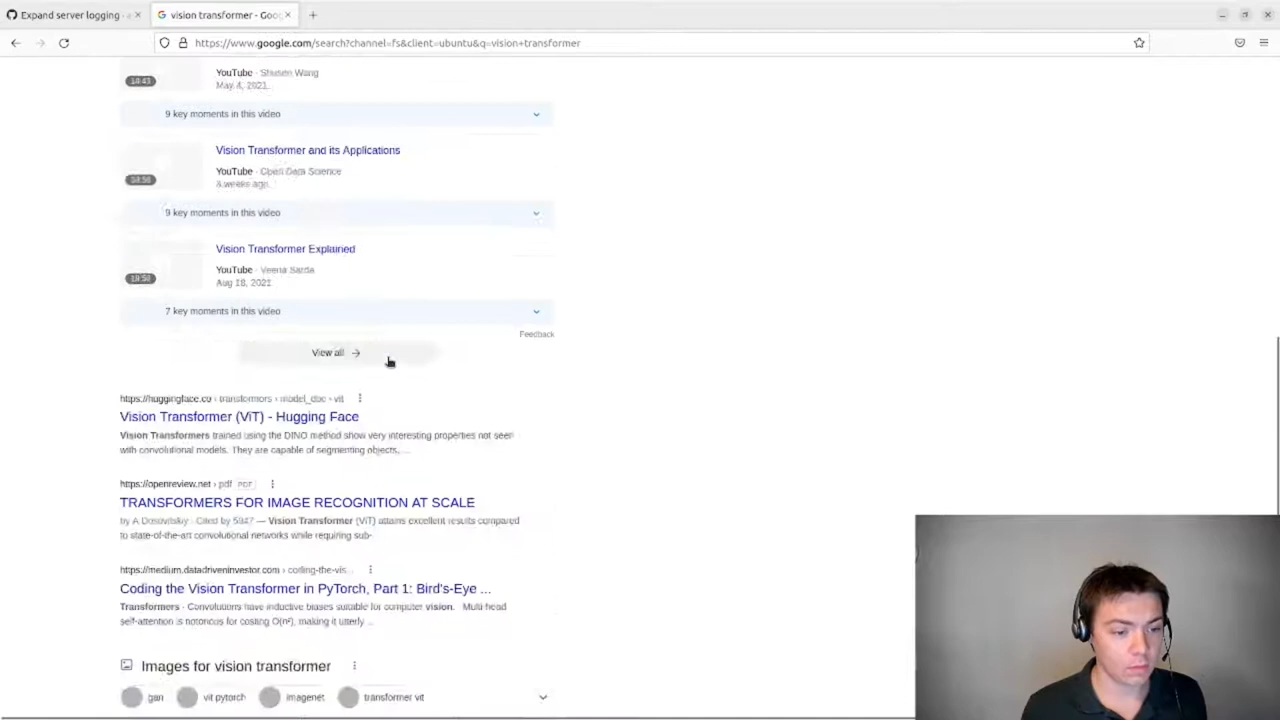 Expand server logging
vision transformer - Goog
https://www.google.com/search?channel=fs&client=ubuntu&q=vision+transformer
YouTube · Shusen Wang
May 4, 2021
9 key moments in this video
Vision Transformer and its Applications
YouTube · Open Data Science
weeks ago
9 key moments in this video
Vision Transformer Explained
YouTube · Veena Sarda
Aug 18, 2021
7 key moments in this video
Feedback
View all →
https://huggingface.co › transformers › model_doc › vit
Vision Transformer (ViT) - Hugging Face
Vision Transformers trained using the DINO method show very interesting properties not seen
with convolutional models. They are capable of segmenting objects, ...
https://openreview.net › pdf PDF
TRANSFORMERS FOR IMAGE RECOGNITION AT SCALE
by A Dosovitskiy · Cited by 5347 — Vision Transformer (ViT) attains excellent results compared
to state-of-the-art convolutional networks while requiring sub-
https://medium.datadriveninvestor.com › coding-the-vis...
Coding the Vision Transformer in PyTorch, Part 1: Bird's-Eye ...
Transformers · Convolutions have inductive biases suitable for computer vision. · Multi-head
self-attention is notorious for costing O(n²), making it utterly ...
Images for vision transformer
gan
vit pytorch
imagenet
transformer vit